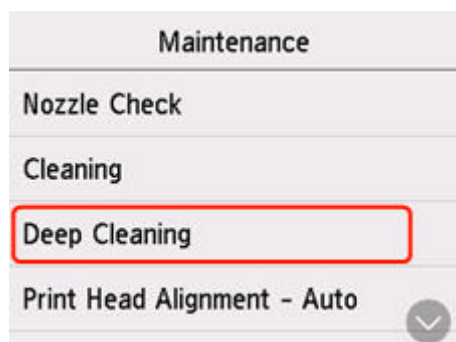 Maintenance
Nozzle Check
Cleaning
Deep Cleaning
Print Head Alignment - Auto